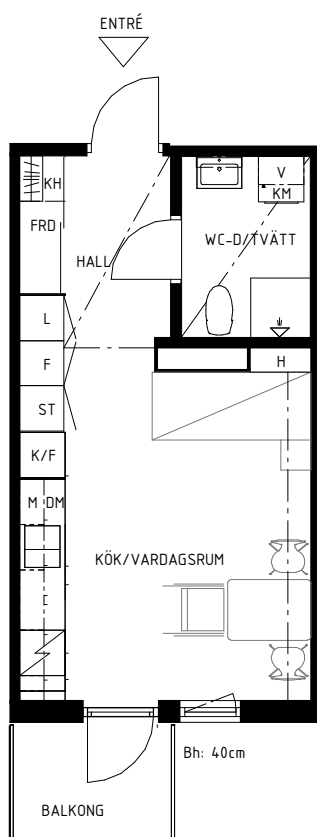 ENTRÉ
V
KM
KH
FRD
WC-D/TVÄTT
HALL
L
F
H
ST
K/F
M DM
KÖK/VARDAGSRUM
Bh: 40cm
BALKONG